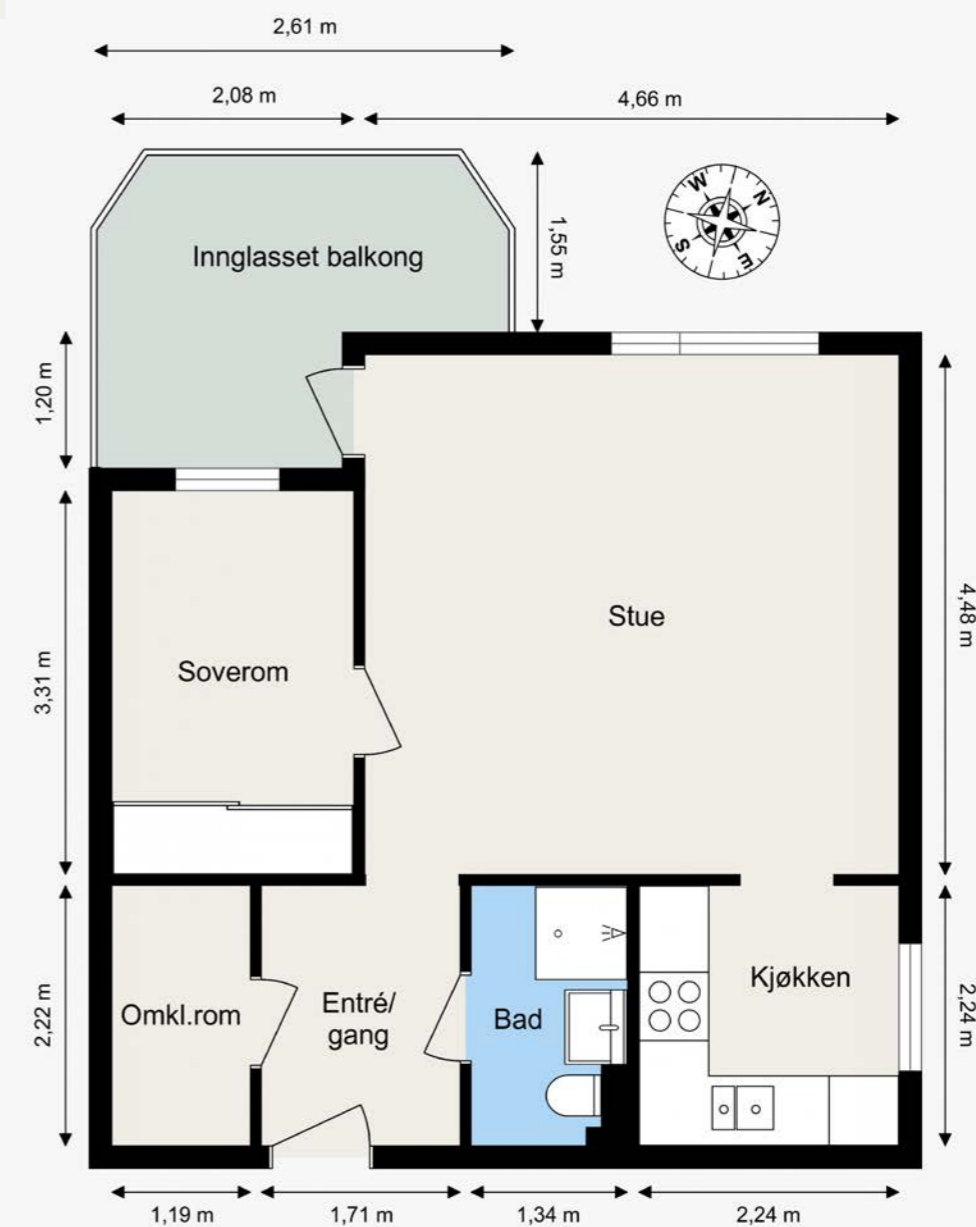 2,61 m
2,08 m
4,66 m
W
N
S
E
Innglasset balkong
1,55 m
1,20 m
Stue
4,48 m
Soverom
3,31 m
Omkl.rom
Entré/
gang
Bad
Kjøkken
2,22 m
2,24 m
1,19 m
1,71 m
1,34 m
2,24 m